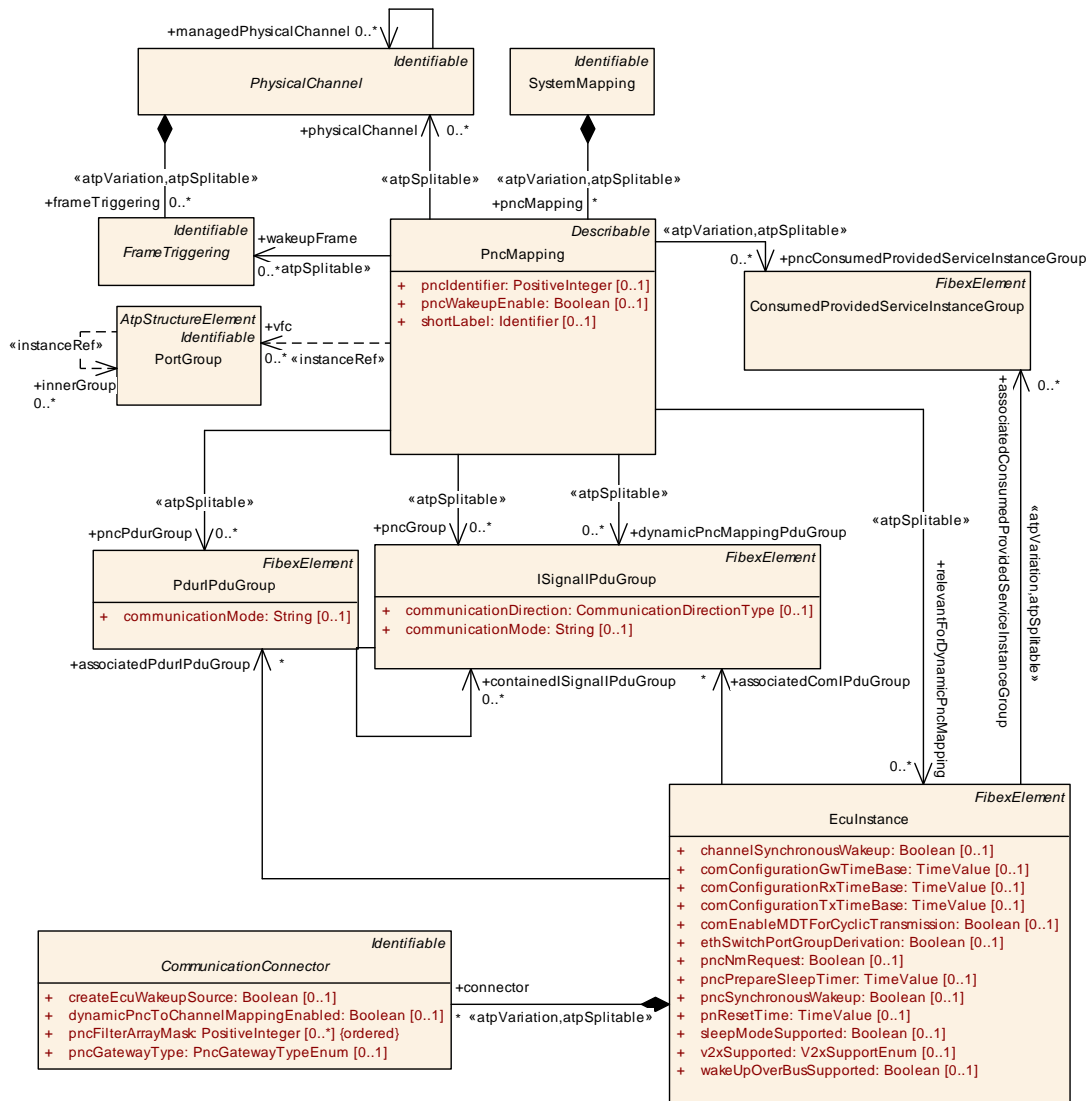 +managedPhysicalChannel 0..*
Identifiable
PhysicalChannel
Identifiable
SystemMapping
+physicalChannel 0..*
«atpVariation,atpSplitable»
«atpSplitable»
«atpVariation,atpSplitable»
+frameTriggering 0..*
+pncMapping *
Identifiable
FrameTriggering
+wakeupFrame
0..* «atpSplitable»
Describable
PncMapping
+ pncIdentifier: PositiveInteger [0..1]
+ pncWakeupEnable: Boolean [0..1]
+ shortLabel: Identifier [0..1]
«atpVariation,atpSplitable»
0..* +pncConsumedProvidedServiceInstanceGroup
FibexElement
ConsumedProvidedServiceInstanceGroup
AtpStructureElement
Identifiable
PortGroup
«instanceRef»
+innerGroup
0..*
+vfc
0..* «instanceRef»
+associatedConsumedProvidedServiceInstanceGroup
0..*
«atpVariation,atpSplitable»
«atpSplitable»
+pncPdurGroup 0..*
«atpSplitable»
+pncGroup 0..*
«atpSplitable»
0..* +dynamicPncMappingPduGroup
«atpSplitable»
+relevantForDynamicPncMapping
0..*
FibexElement
PdurIPduGroup
+ communicationMode: String [0..1]
FibexElement
ISignalIPduGroup
+ communicationDirection: CommunicationDirectionType [0..1]
+ communicationMode: String [0..1]
+associatedPdurIPduGroup *
+containedISignalIPduGroup
0..*
* +associatedComIPduGroup
FibexElement
EcuInstance
+ channelSynchronousWakeup: Boolean [0..1]
+ comConfigurationGwTimeBase: TimeValue [0..1]
+ comConfigurationRxTimeBase: TimeValue [0..1]
+ comConfigurationTxTimeBase: TimeValue [0..1]
+ comEnableMDTForCyclicTransmission: Boolean [0..1]
+ ethSwitchPortGroupDerivation: Boolean [0..1]
+ pncNmRequest: Boolean [0..1]
+ pncPrepareSleepTimer: TimeValue [0..1]
+ pncSynchronousWakeup: Boolean [0..1]
+ pnResetTime: TimeValue [0..1]
+ sleepModeSupported: Boolean [0..1]
+ v2xSupported: V2xSupportEnum [0..1]
+ wakeUpOverBusSupported: Boolean [0..1]
Identifiable
CommunicationConnector
+ createEcuWakeupSource: Boolean [0..1]
+ dynamicPncToChannelMappingEnabled: Boolean [0..1]
+ pncFilterArrayMask: PositiveInteger [0..*] {ordered}
+ pncGatewayType: PncGatewayTypeEnum [0..1]
+connector
* «atpVariation,atpSplitable»